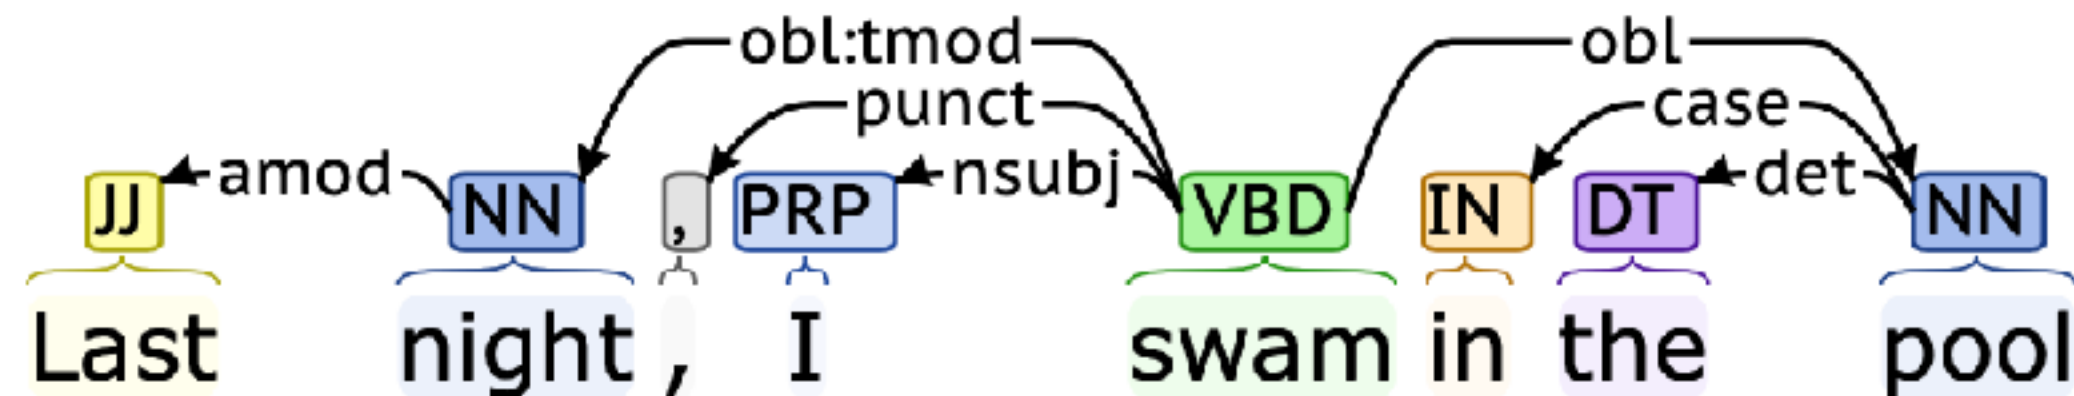 obl:tmod obl
punct case
amod nsubj det
JJ NN , PRP VBD IN DT NN
Last night , I swam in the pool